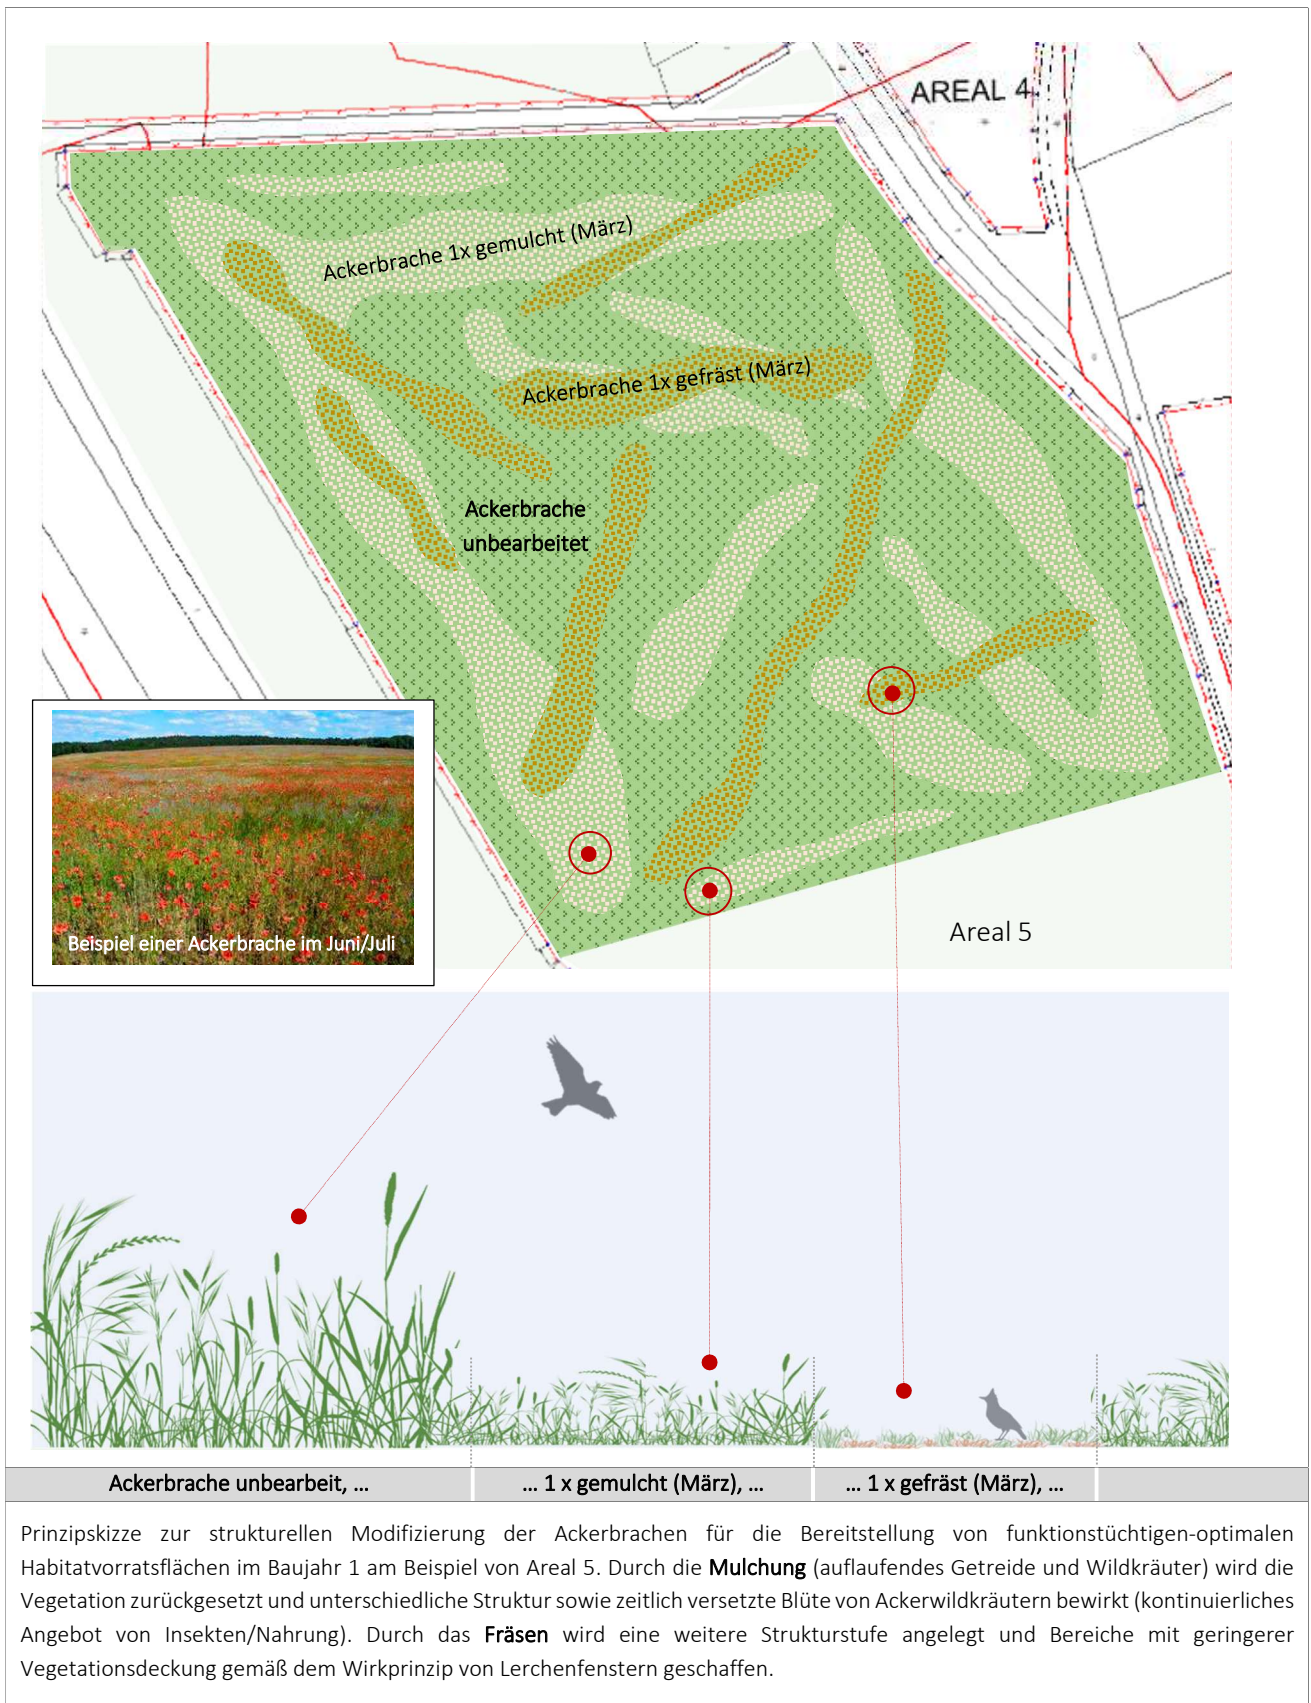 AREAL 4
Ackerbrache 1x gemulcht (März)
Ackerbrache 1x gefräst (März)
Ackerbrache
unbearbeitet
Beispiel einer Ackerbrache im Juni/Juli
Areal 5
Ackerbrache unbearbeit, ...
... 1 x gemulcht (März), ...
... 1 x gefräst (März), ...
Prinzipskizze zur strukturellen Modifizierung der Ackerbrachen für die Bereitstellung von funktionstüchtigen-optimalen
Habitatvorratsflächen im Baujahr 1 am Beispiel von Areal 5. Durch die Mulchung (auflaufendes Getreide und Wildkräuter) wird die
Vegetation zurückgesetzt und unterschiedliche Struktur sowie zeitlich versetzte Blüte von Ackerwildkräutern bewirkt (kontinuierliches
Angebot von Insekten/Nahrung). Durch das Fräsen wird eine weitere Strukturstufe angelegt und Bereiche mit geringerer
Vegetationsdeckung gemäß dem Wirkprinzip von Lerchenfenstern geschaffen.